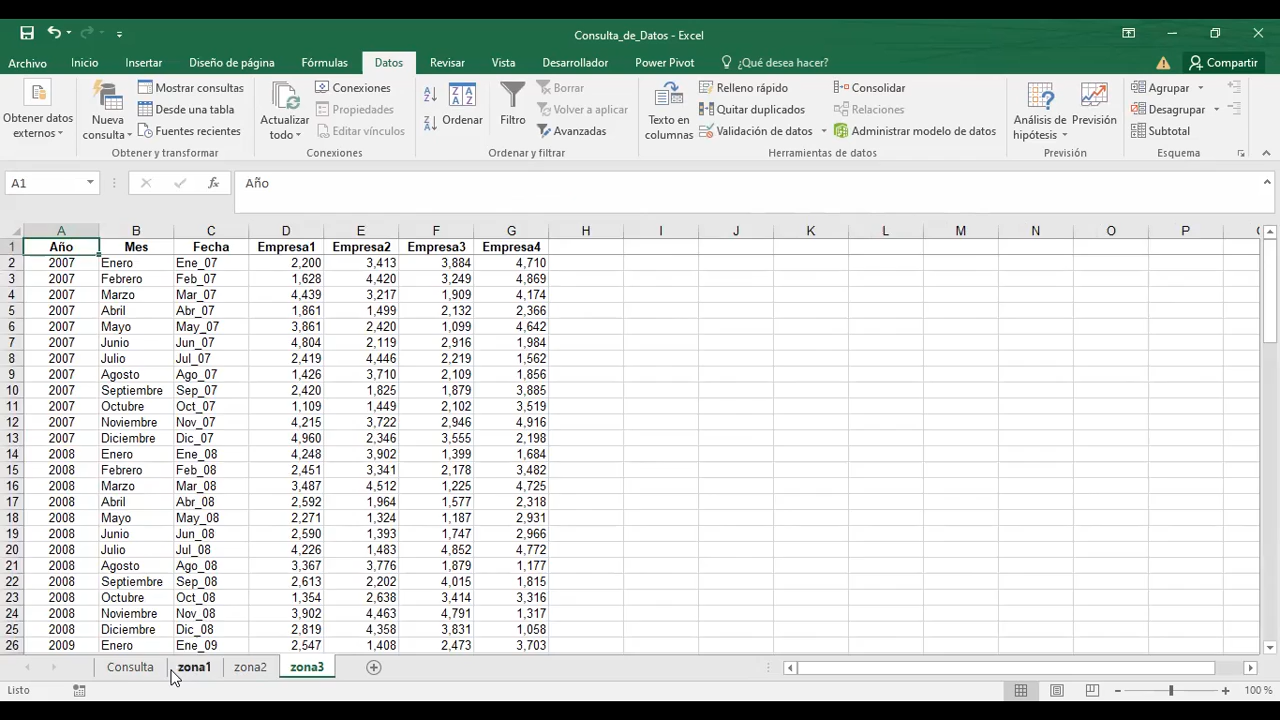 Consulta_de_Datos - Excel
Archivo Inicio Insertar Diseño de página Fórmulas Datos Revisar Vista Desarrollador Power Pivot ¿Qué desea hacer? Compartir
Obtener datos externos
Nueva consulta
Mostrar consultas
Desde una tabla
Fuentes recientes
Obtener y transformar
Actualizar todo
Conexiones
Propiedades
Editar vínculos
Conexiones
Ordenar
Filtro
Borrar
Volver a aplicar
Avanzadas
Ordenar y filtrar
Texto en columnas
Relleno rápido
Quitar duplicados
Validación de datos
Consolidar
Relaciones
Administrar modelo de datos
Herramientas de datos
Análisis de hipótesis
Previsión
Previsión
Agrupar
Desagrupar
Subtotal
Esquema
A1 fx Año
A B C D E F G H I J K L M N O P
1 Año Mes Fecha Empresa1 Empresa2 Empresa3 Empresa4
2 2007 Enero Ene_07 2,200 3,413 3,884 4,710
3 2007 Febrero Feb_07 1,628 4,420 3,249 4,869
4 2007 Marzo Mar_07 4,439 3,217 1,909 4,174
5 2007 Abril Abr_07 1,861 1,499 2,132 2,366
6 2007 Mayo May_07 3,861 2,420 1,099 4,642
7 2007 Junio Jun_07 4,804 2,119 2,916 1,984
8 2007 Julio Jul_07 2,419 4,446 2,219 1,562
9 2007 Agosto Ago_07 1,426 3,710 2,109 1,856
10 2007 Septiembre Sep_07 2,420 1,825 1,879 3,885
11 2007 Octubre Oct_07 1,109 1,449 2,102 3,519
12 2007 Noviembre Nov_07 4,215 3,722 2,946 4,916
13 2007 Diciembre Dic_07 4,960 2,346 3,555 2,198
14 2008 Enero Ene_08 4,248 3,902 1,399 1,684
15 2008 Febrero Feb_08 2,451 3,341 2,178 3,482
16 2008 Marzo Mar_08 3,487 4,512 1,225 4,725
17 2008 Abril Abr_08 2,592 1,964 1,577 2,318
18 2008 Mayo May_08 2,271 1,324 1,187 2,931
19 2008 Junio Jun_08 2,590 1,393 1,747 2,966
20 2008 Julio Jul_08 4,226 1,483 4,852 4,772
21 2008 Agosto Ago_08 3,367 3,776 1,879 1,177
22 2008 Septiembre Sep_08 2,613 2,202 4,015 1,815
23 2008 Octubre Oct_08 1,354 2,638 3,414 3,316
24 2008 Noviembre Nov_08 3,902 4,463 4,791 1,317
25 2008 Diciembre Dic_08 2,819 4,358 3,831 1,058
26 2009 Enero Ene_09 2,547 1,408 2,473 3,703
Consulta zona1 zona2 zona3
Listo 100 %